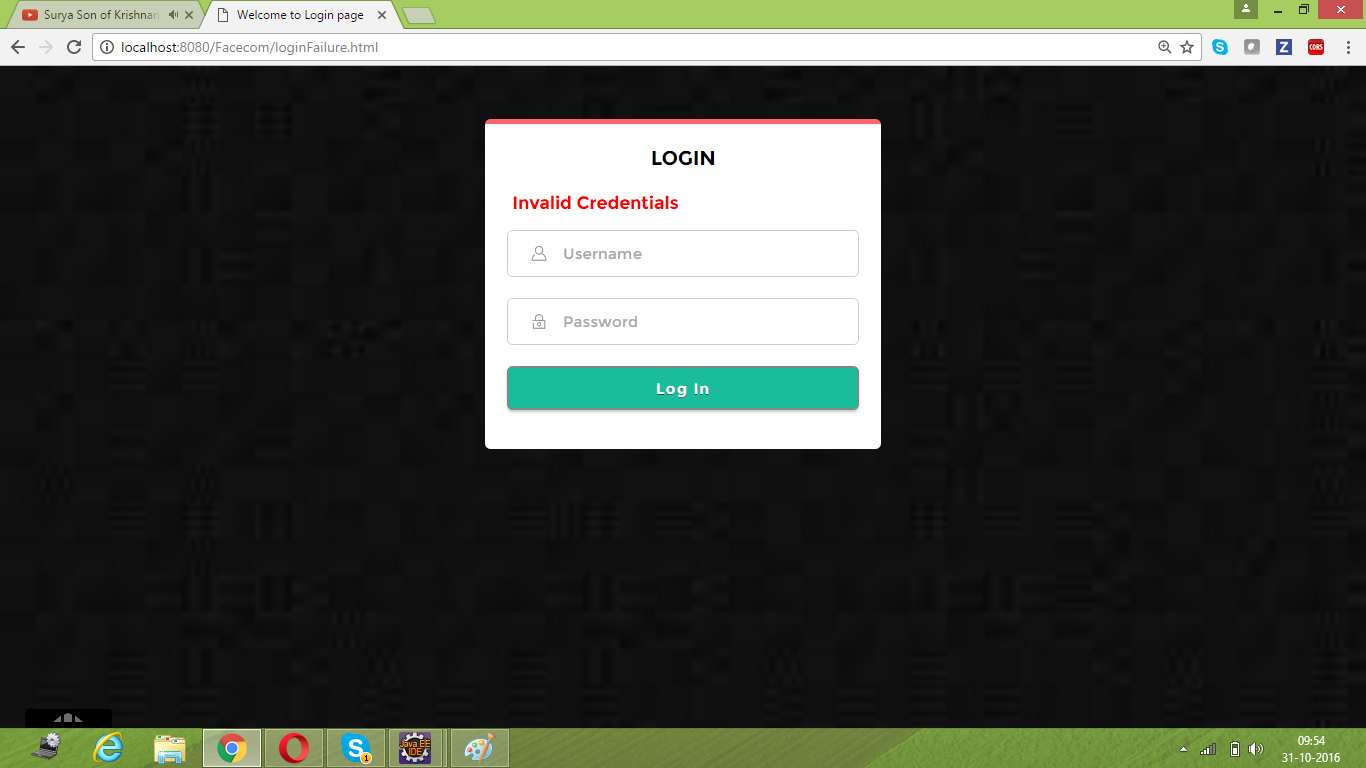 Surya Son of Krishnan
Welcome to Login page
localhost:8080/Facecom/loginFailure.html
S
Z
CORS
LOGIN
Invalid Credentials
Username
Password
Log In
S
1
Java EE
IDE
09:54
31-10-2016